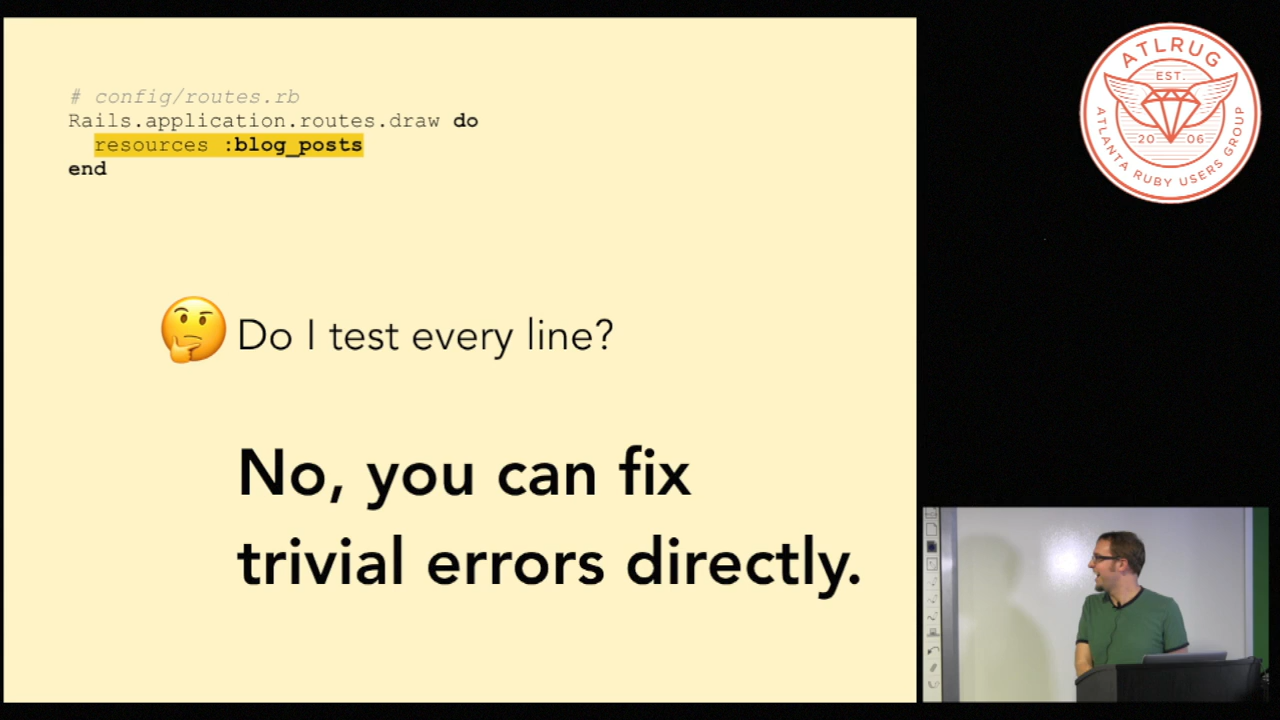 # config/routes.rb
Rails.application.routes.draw do
resources :blog_posts
end
Do I test every line?
No, you can fix
trivial errors directly.
ATLRUG
EST.
20 06
ATLANTA RUBY USERS GROUP